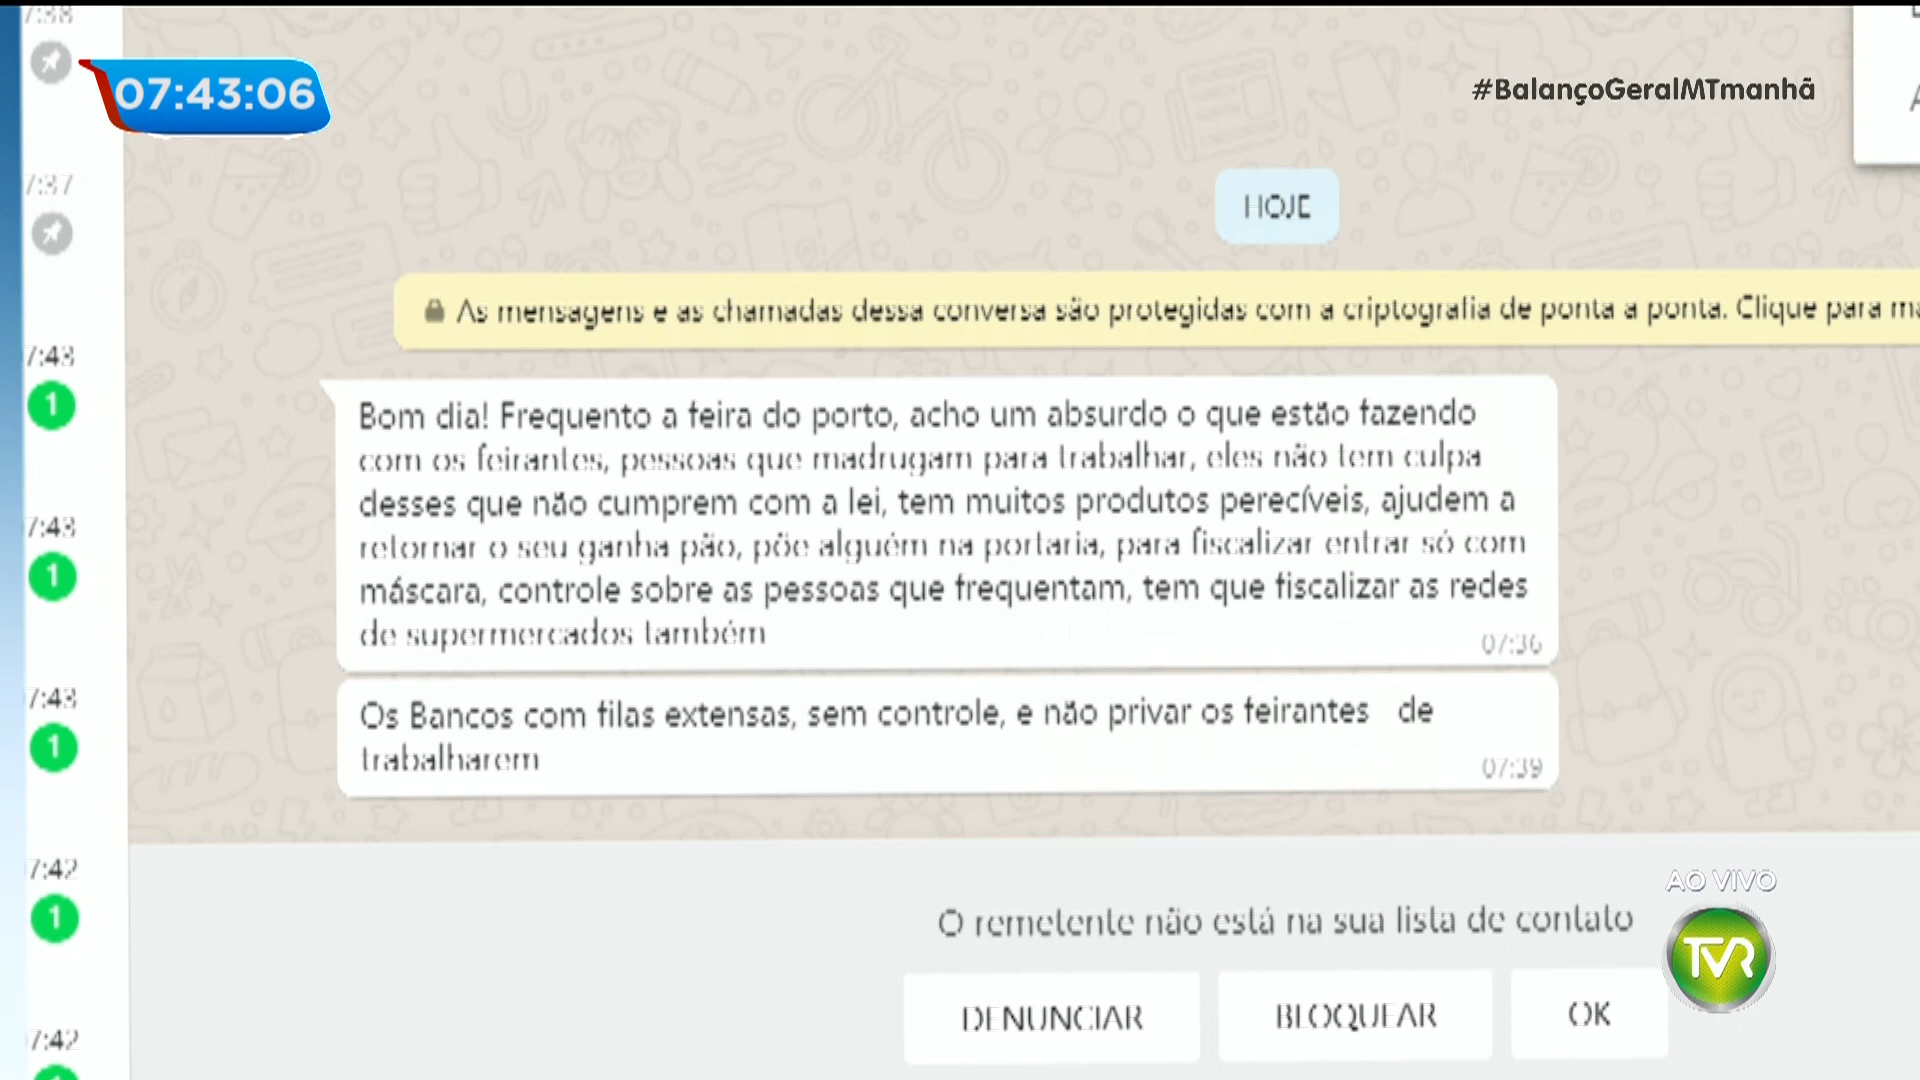 7:38
07:43:06
#BalançoGeralMTmanhã
7:37
HOJE
As mensagens e as chamadas dessa conversa são protegidas com a criptografia de ponta a ponta. Clique para
7:43
1
Bom dia! Frequento a feira do porto, acho um absurdo o que estão fazendo
com os feirantes, pessoas que madrugam para trabalhar, eles não tem culpa
desses que não cumprem com a lei, tem muitos produtos perecíveis, ajudem a
retornar o seu ganha pão, põe alguém na portaria, para fiscalizar entrar só com
máscara, controle sobre as pessoas que frequentam, tem que fiscalizar as redes
de supermercados também
07:36
7:43
1
7:43
1
Os Bancos com filas extensas, sem controle, e não privar os feirantes de
trabalharem
07:39
7:42
1
AO VIVO
O remetente não está na sua lista de contato
TVR
DENUNCIAR
BLOQUEAR
OK
7:42